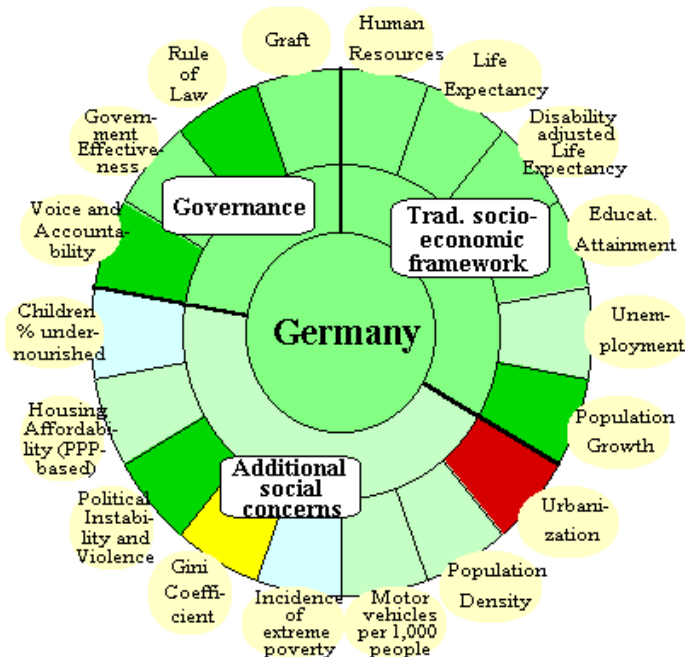 Human
Resources
Life
Expectancy
Disability
adjusted
Life
Expectancy
Educat.
Attainment
Unem-
ployment
Population
Growth
Urbani-
zation
Population
Density
Motor
vehicles
per 1,000
people
Incidence
of
extreme
poverty
Gini
Coeffi-
cient
Political
Instabi-
lity and
Violence
Housing
Affordabi-
lity (PPP-
based)
Children
% under-
nourished
Voice and
Accounta-
bility
Govern-
ment
Effective-
ness
Rule
of
Law
Graft
Governance
Trad. socio-
economic
framework
Germany
Additional
social
concerns